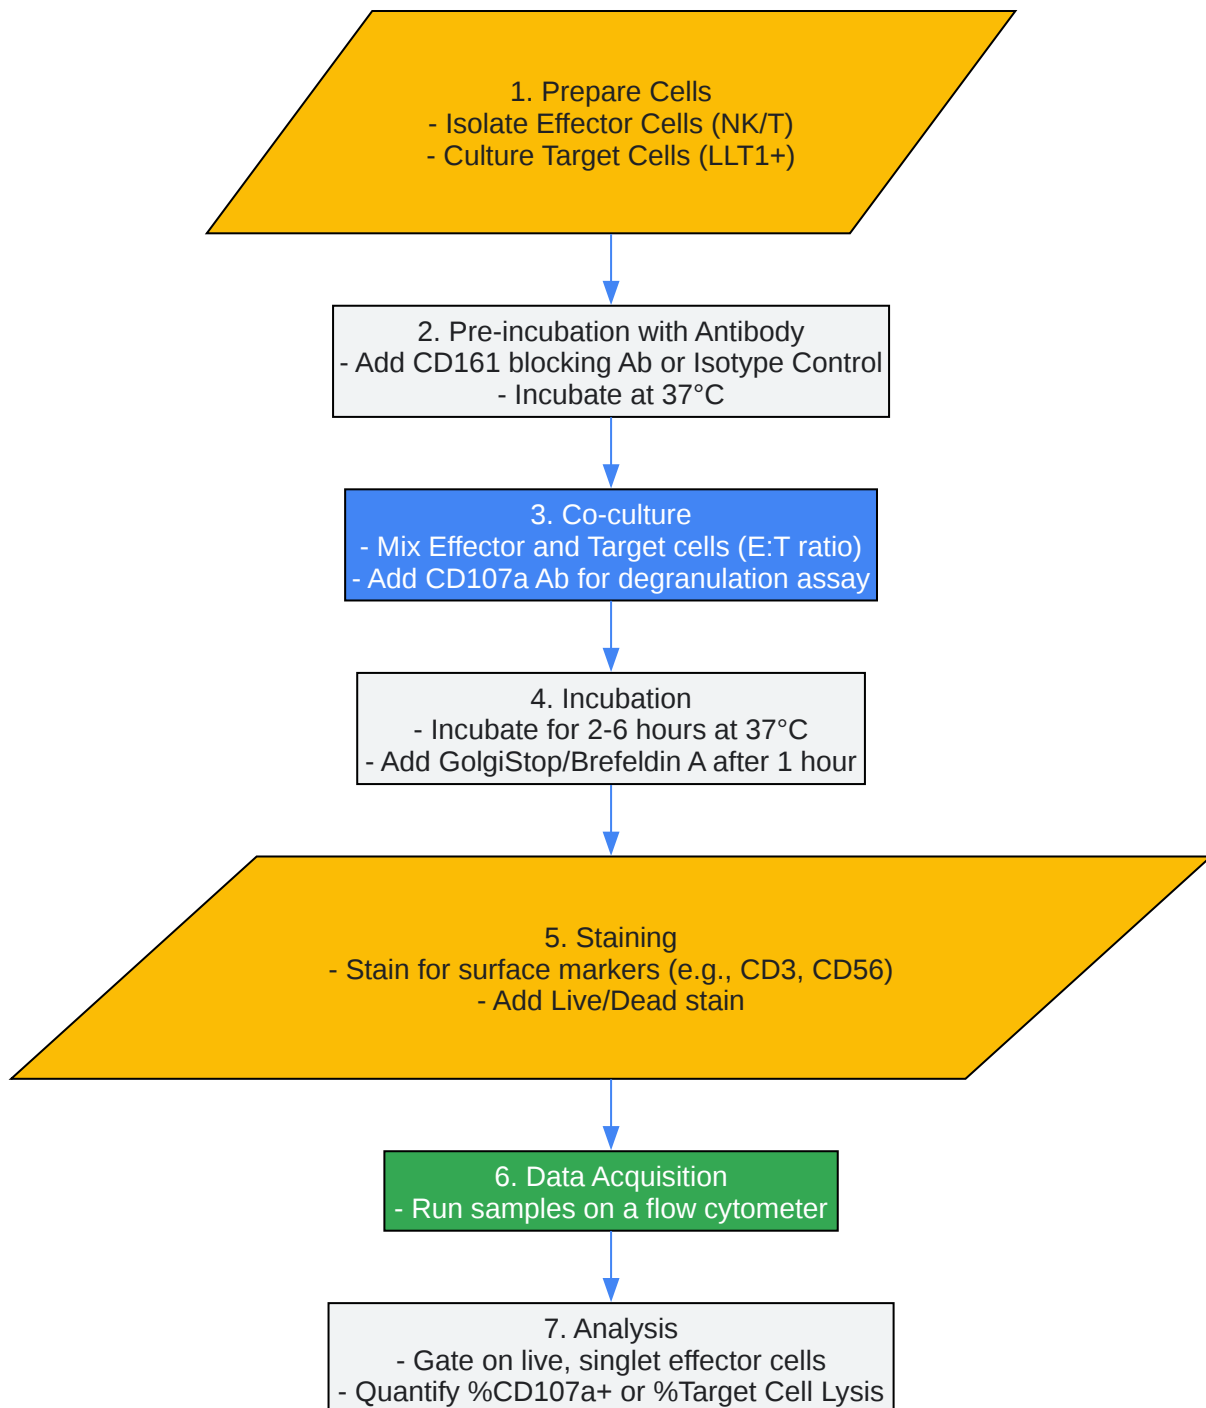 1. Prepare Cells
- Isolate Effector Cells (NK/T)
- Culture Target Cells (LLT1+)
2. Pre-incubation with Antibody
- Add CD161 blocking Ab or Isotype Control
- Incubate at 37°C
3. Co-culture
- Mix Effector and Target cells (E:T ratio)
- Add CD107a Ab for degranulation assay
4. Incubation
- Incubate for 2-6 hours at 37°C
- Add GolgiStop/Brefeldin A after 1 hour
5. Staining
- Stain for surface markers (e.g., CD3, CD56)
- Add Live/Dead stain
6. Data Acquisition
- Run samples on a flow cytometer
7. Analysis
- Gate on live, singlet effector cells
- Quantify %CD107a+ or %Target Cell Lysis